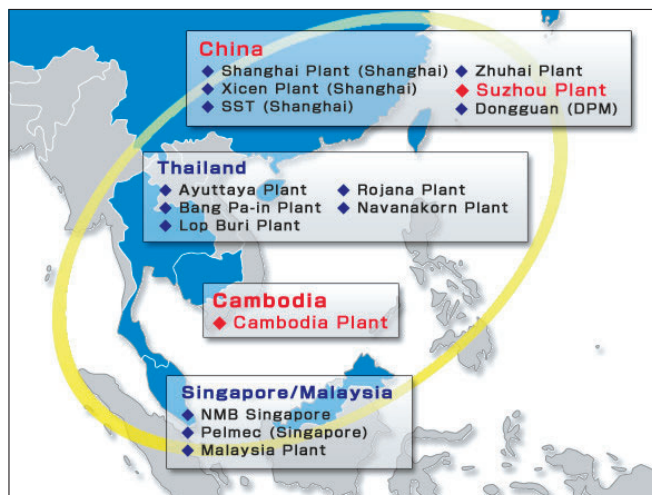 China
◆ Shanghai Plant (Shanghai) ◆ Zhuhai Plant
◆ Xicen Plant (Shanghai) ◆ Suzhou Plant
◆ SST (Shanghai) ◆ Dongguan (DPM)
Thailand
◆ Ayuttaya Plant ◆ Rojana Plant
◆ Bang Pa-in Plant ◆ Navanakorn Plant
◆ Lop Buri Plant
Cambodia
◆ Cambodia Plant
Singapore/Malaysia
◆ NMB Singapore
◆ Pelmec (Singapore)
◆ Malaysia Plant